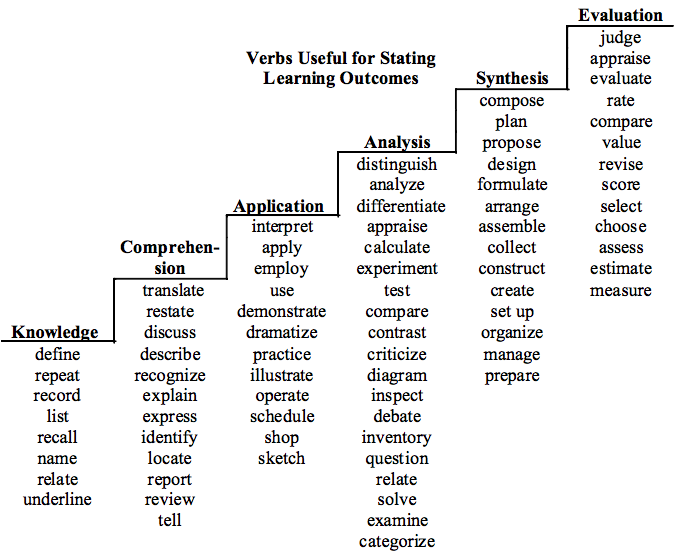 Verbs Useful for Stating
Learning Outcomes
Knowledge
define
repeat
record
list
recall
name
relate
underline
Comprehen-
sion
translate
restate
discuss
describe
recognize
explain
express
identify
locate
report
review
tell
Application
interpret
apply
employ
use
demonstrate
dramatize
practice
illustrate
operate
schedule
shop
sketch
Analysis
distinguish
analyze
differentiate
appraise
calculate
experiment
test
compare
contrast
criticize
diagram
inspect
debate
inventory
question
relate
solve
examine
categorize
Synthesis
compose
plan
propose
design
formulate
arrange
assemble
collect
construct
create
set up
organize
manage
prepare
Evaluation
judge
appraise
evaluate
rate
compare
value
revise
score
select
choose
assess
estimate
measure